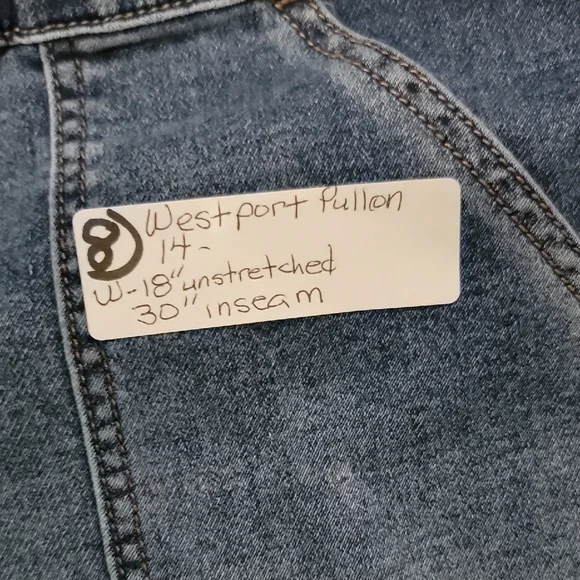 8 Westport Pullon
14-
W-18" unstretched
30" inseam